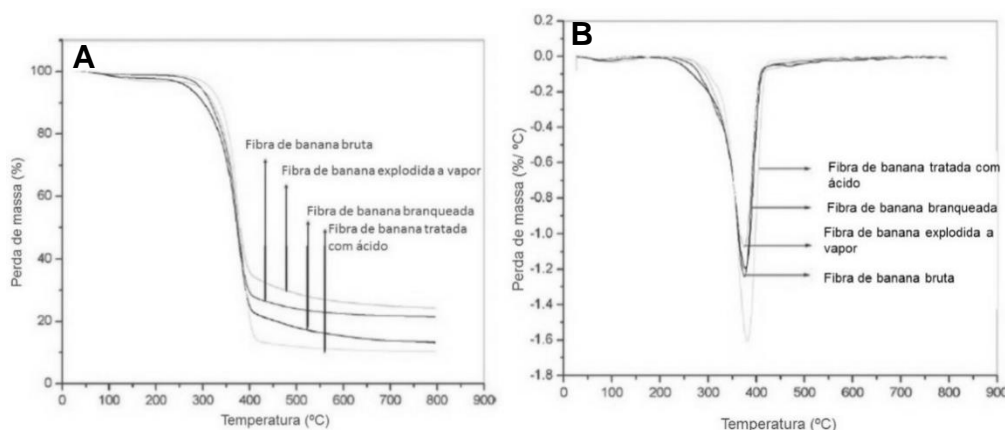 A
Perda de massa (%)
100
80
60
40
20
0
Fibra de banana bruta
Fibra de banana explodida a vapor
Fibra de banana branqueada
Fibra de banana tratada
com ácido
0 100 200 300 400 500 600 700 800 900
Temperatura (ºC)
B
Perda de massa (%/ ºC)
0.2
0.0
-0.2
-0.4
-0.6
-0.8
-1.0
-1.2
-1.4
-1.6
-1.8
Fibra de banana tratada com
ácido
Fibra de banana branqueada
Fibra de banana explodida a
vapor
Fibra de banana bruta
0 100 200 300 400 500 600 700 800 900
Temperatura (ºC)